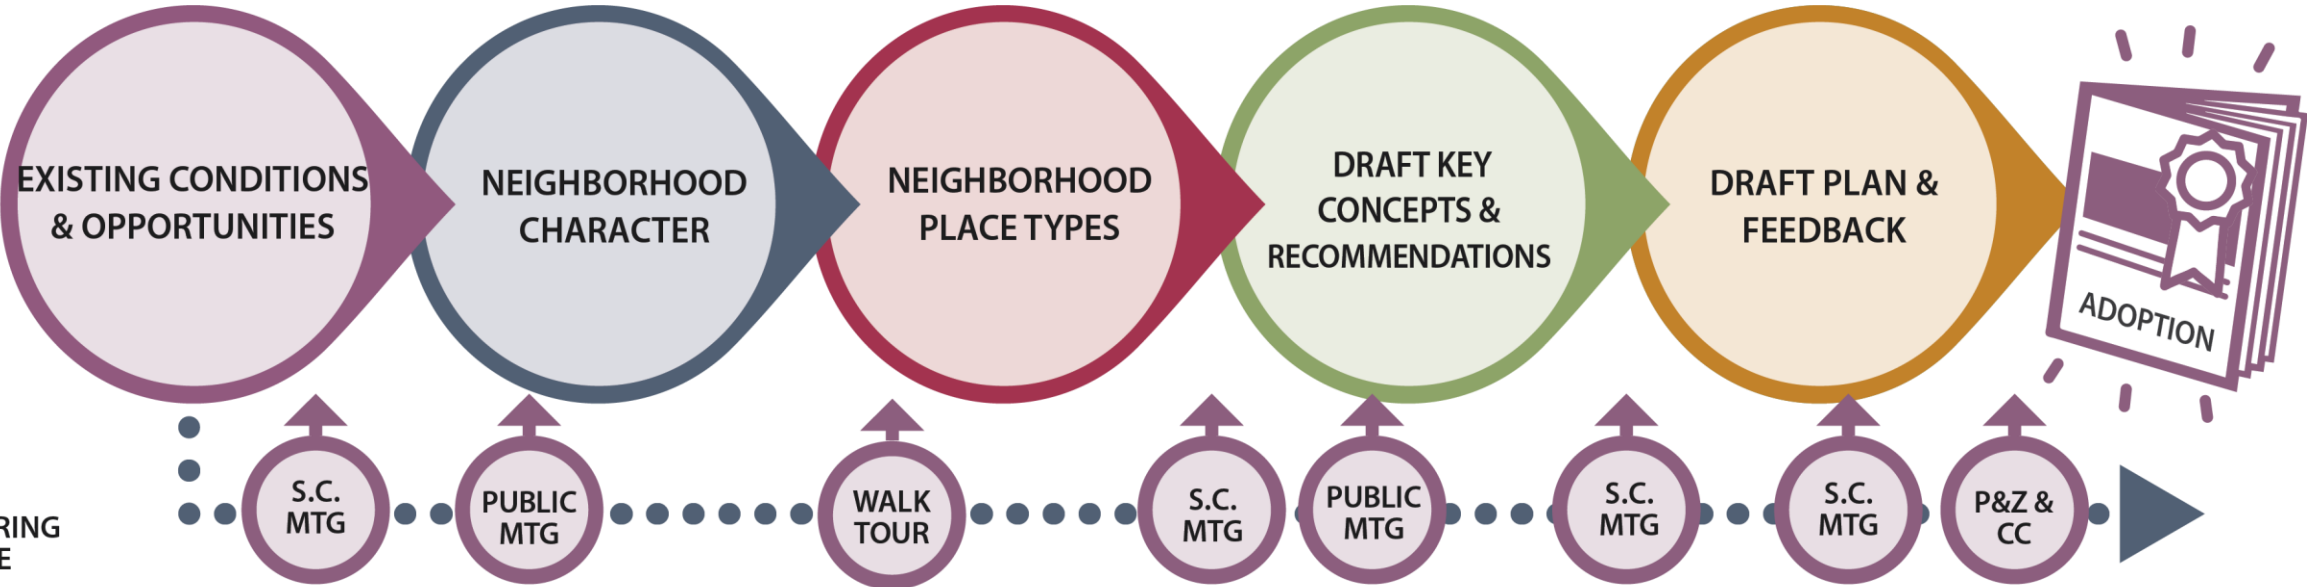 EXISTING CONDITIONS
& OPPORTUNITIES
NEIGHBORHOOD
CHARACTER
NEIGHBORHOOD
PLACE TYPES
DRAFT KEY
CONCEPTS &
RECOMMENDATIONS
DRAFT PLAN &
FEEDBACK
ADOPTION
S.C.
MTG
PUBLIC
MTG
WALK
TOUR
S.C.
MTG
PUBLIC
MTG
S.C.
MTG
S.C.
MTG
P&Z &
CC